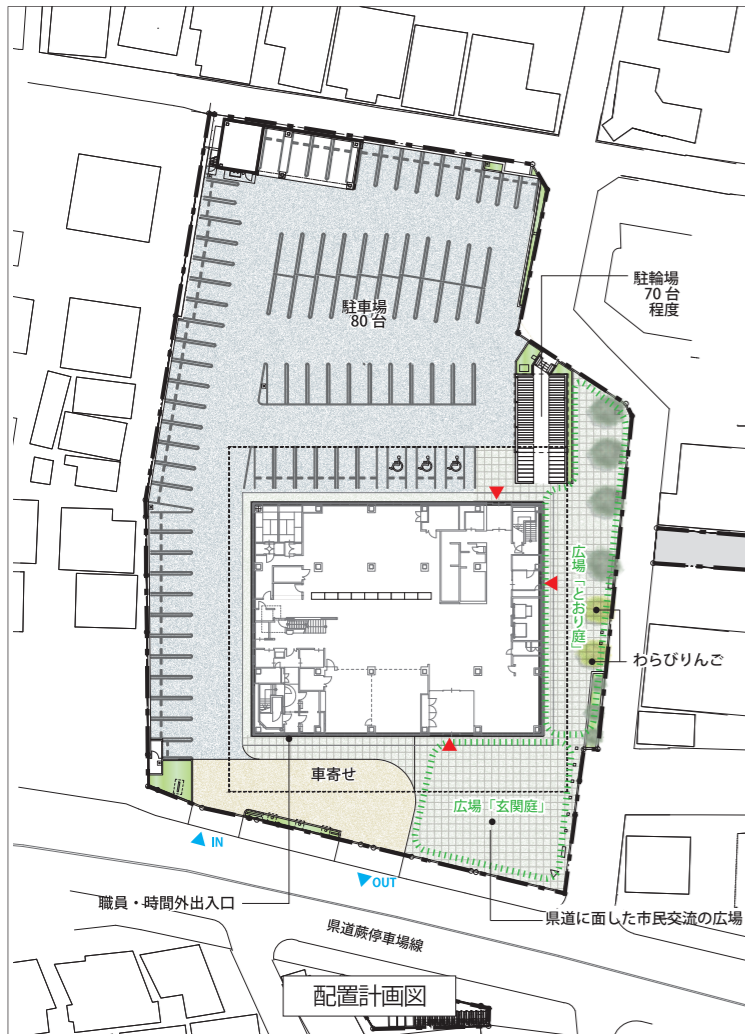 駐輪場
70 台
程度
駐車場
80 台
広場「とおり庭」
わらびりんご
車寄せ
広場「玄関庭」
IN
OUT
職員・時間外出入口
県道に面した市民交流の広場
県道蕨停車場線
配置計画図